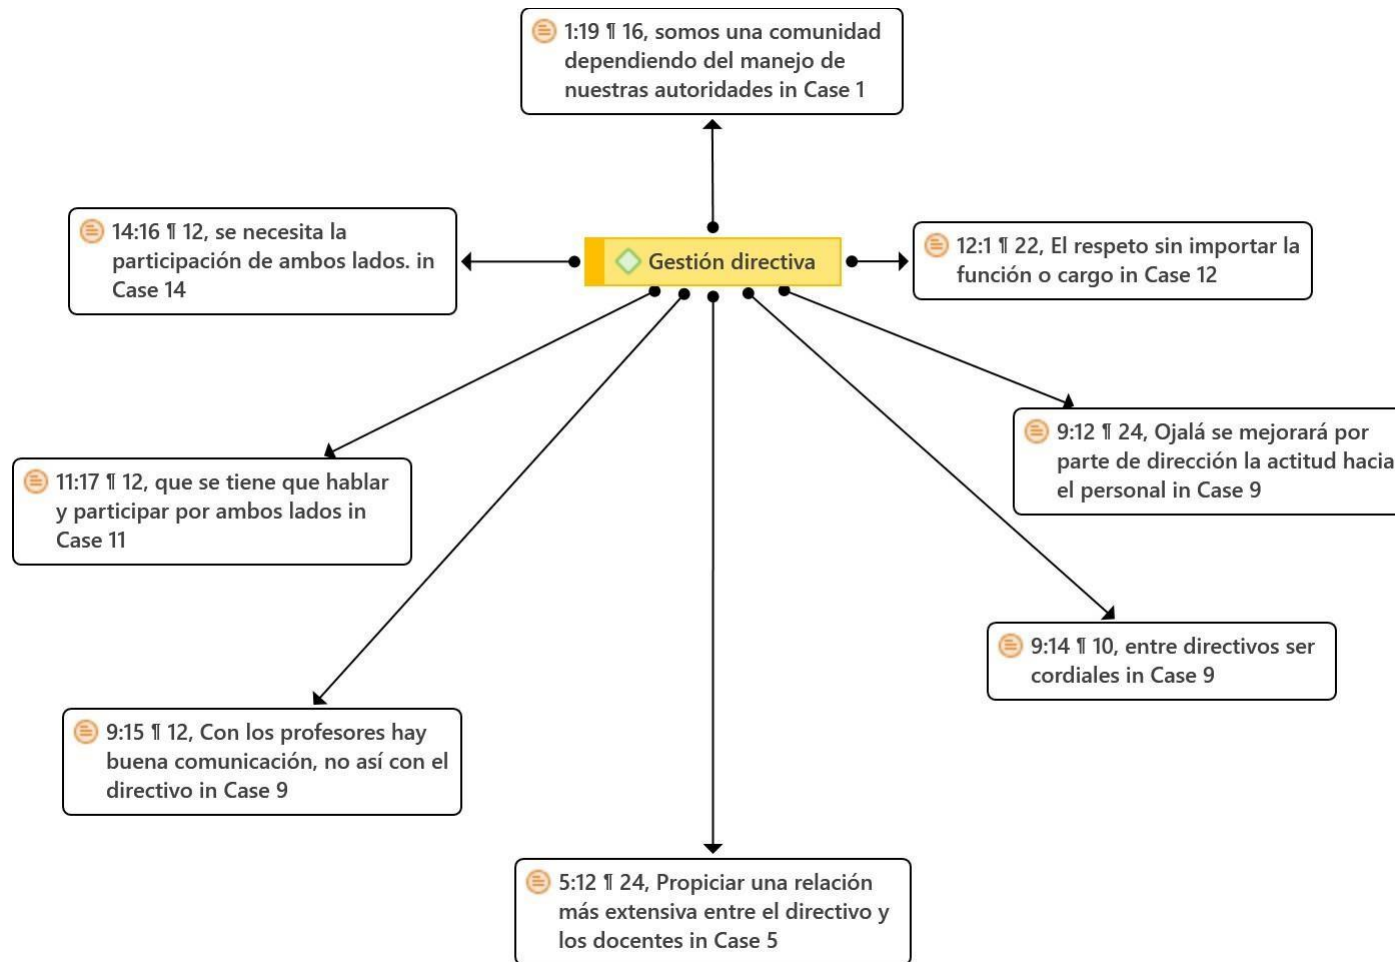 1:19 ¶ 16, somos una comunidad
dependiendo del manejo de
nuestras autoridades in Case 1
14:16 ¶ 12, se necesita la
participación de ambos lados. in
Case 14
Gestión directiva
12:1 ¶ 22, El respeto sin importar la
función o cargo in Case 12
9:12 ¶ 24, Ojalá se mejorará por
parte de dirección la actitud hacia
el personal in Case 9
11:17 ¶ 12, que se tiene que hablar
y participar por ambos lados in
Case 11
9:14 ¶ 10, entre directivos ser
cordiales in Case 9
9:15 ¶ 12, Con los profesores hay
buena comunicación, no así con el
directivo in Case 9
5:12 ¶ 24, Propiciar una relación
más extensiva entre el directivo y
los docentes in Case 5